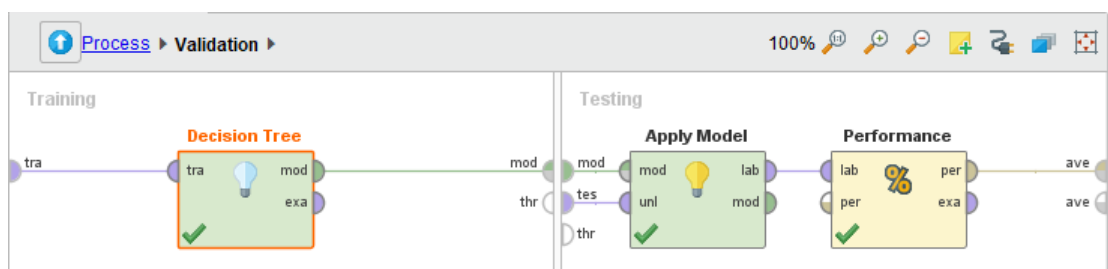 Process Validation
100%
Training
Testing
Decision Tree
Apply Model
Performance
tra
tra
mod
exa
mod
thr
mod
tes
thr
mod
unl
lab
mod
lab
per
per
exa
ave
ave